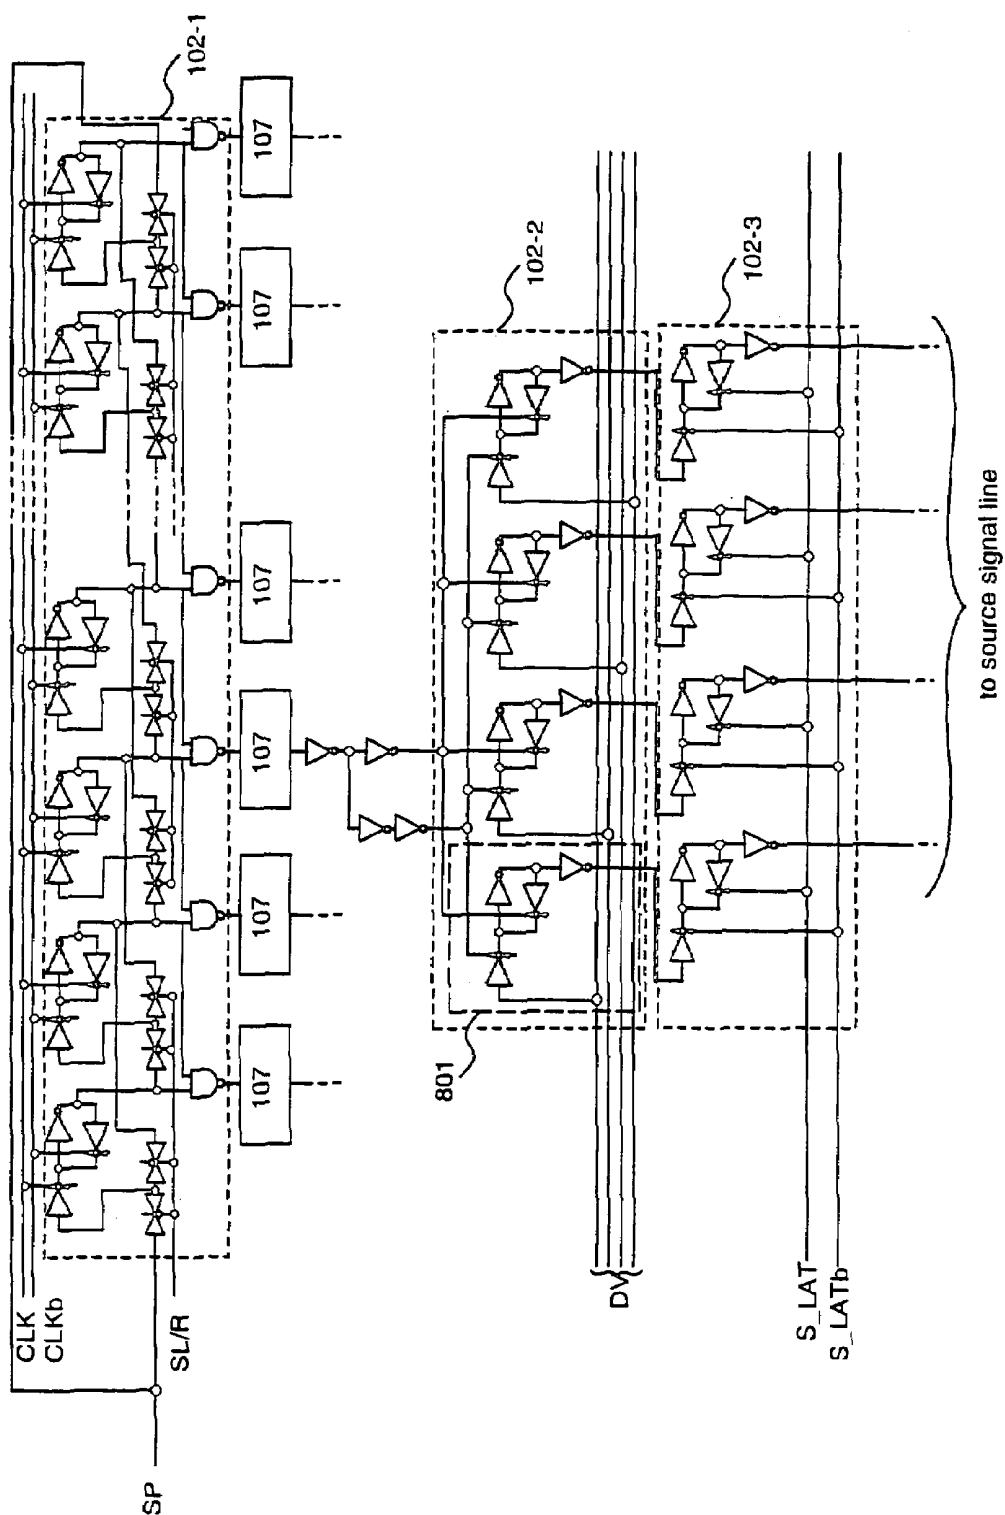 CLK
CLKb
SP
SL/R
102-1
107
107
107
107
107
107
801
102-2
DV
102-3
S_LAT
S_LATb
to source signal line